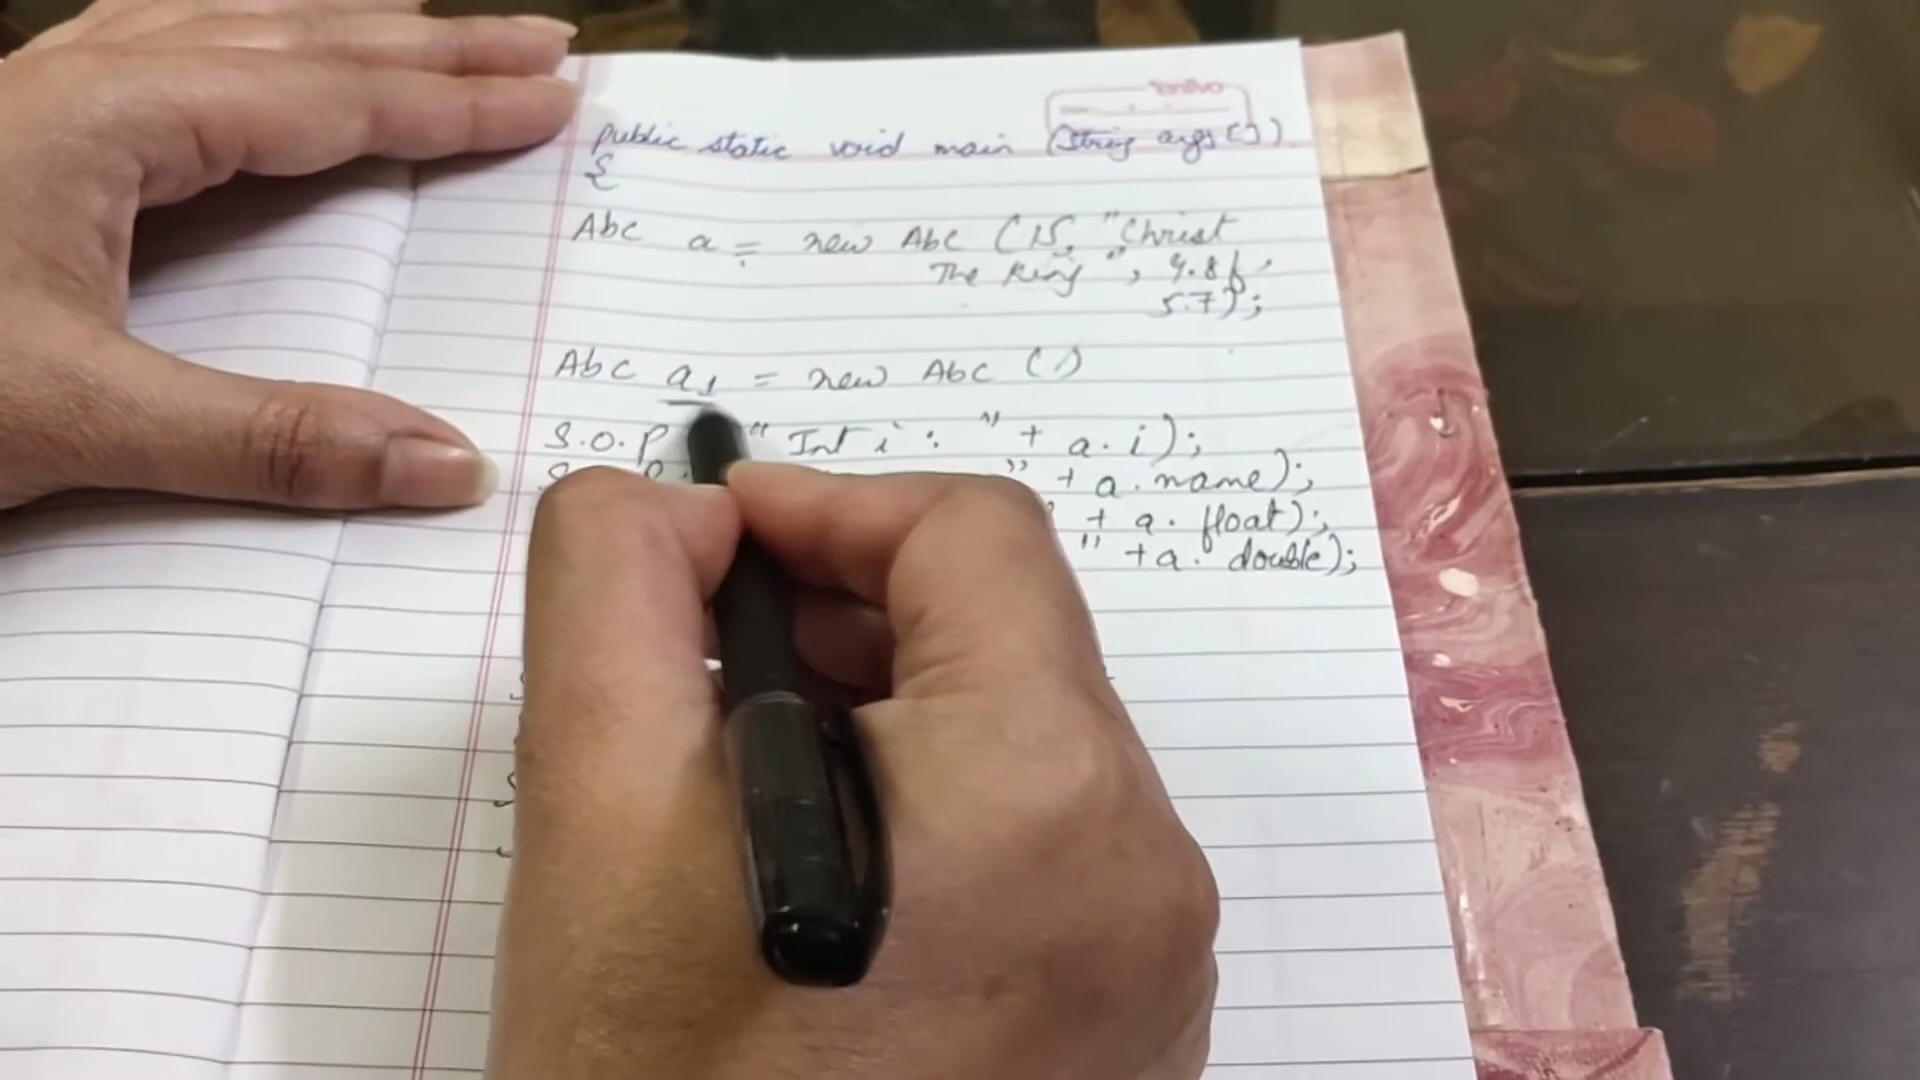 public static void main (String args[])
{
Abc a = new Abc (15, "Christ
The King", 4.8f,
5.7);
Abc a1 = new Abc ()
S.O.P " Int i : " + a.i);
" + a.name);
" + a.float);
" + a.double);